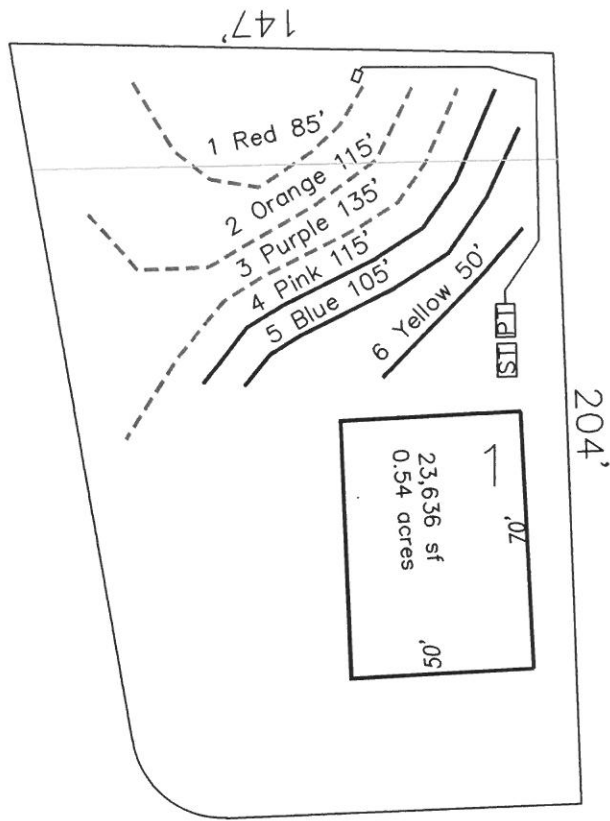 147'
1 Red 85'
2 Orange 115'
3 Purple 135'
4 Pink 115'
5 Blue 105'
6 Yellow 50'
PT
ST
204'
1
23,636 sf
0.54 acres
70'
50'